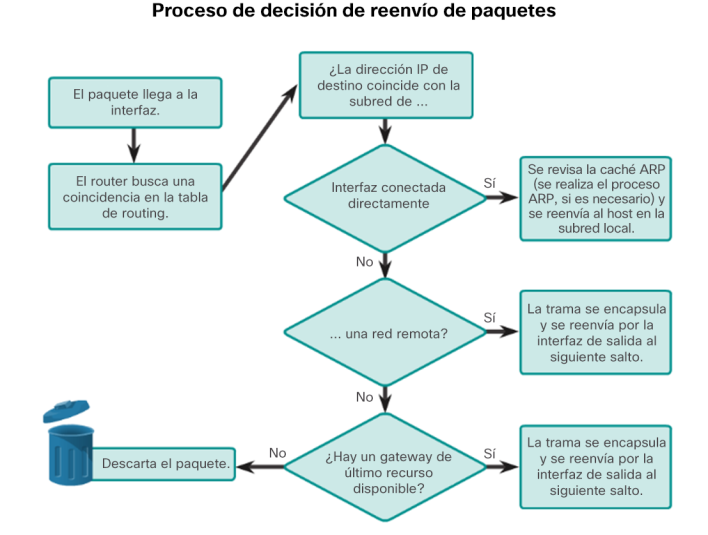 Proceso de decisión de reenvío de paquetes
El paquete llega a la
interfaz.
El router busca una
coincidencia en la tabla
de routing.
¿La dirección IP de
destino coincide con la
subred de ...
Interfaz conectada
directamente
Sí
Se revisa la caché ARP
(se realiza el proceso
ARP, si es necesario) y
se reenvía al host en la
subred local.
No
... una red remota?
Sí
La trama se encapsula
y se reenvía por la
interfaz de salida al
siguiente salto.
No
¿Hay un gateway de
último recurso
disponible?
Sí
La trama se encapsula
y se reenvía por la
interfaz de salida al
siguiente salto.
No
Descarta el paquete.